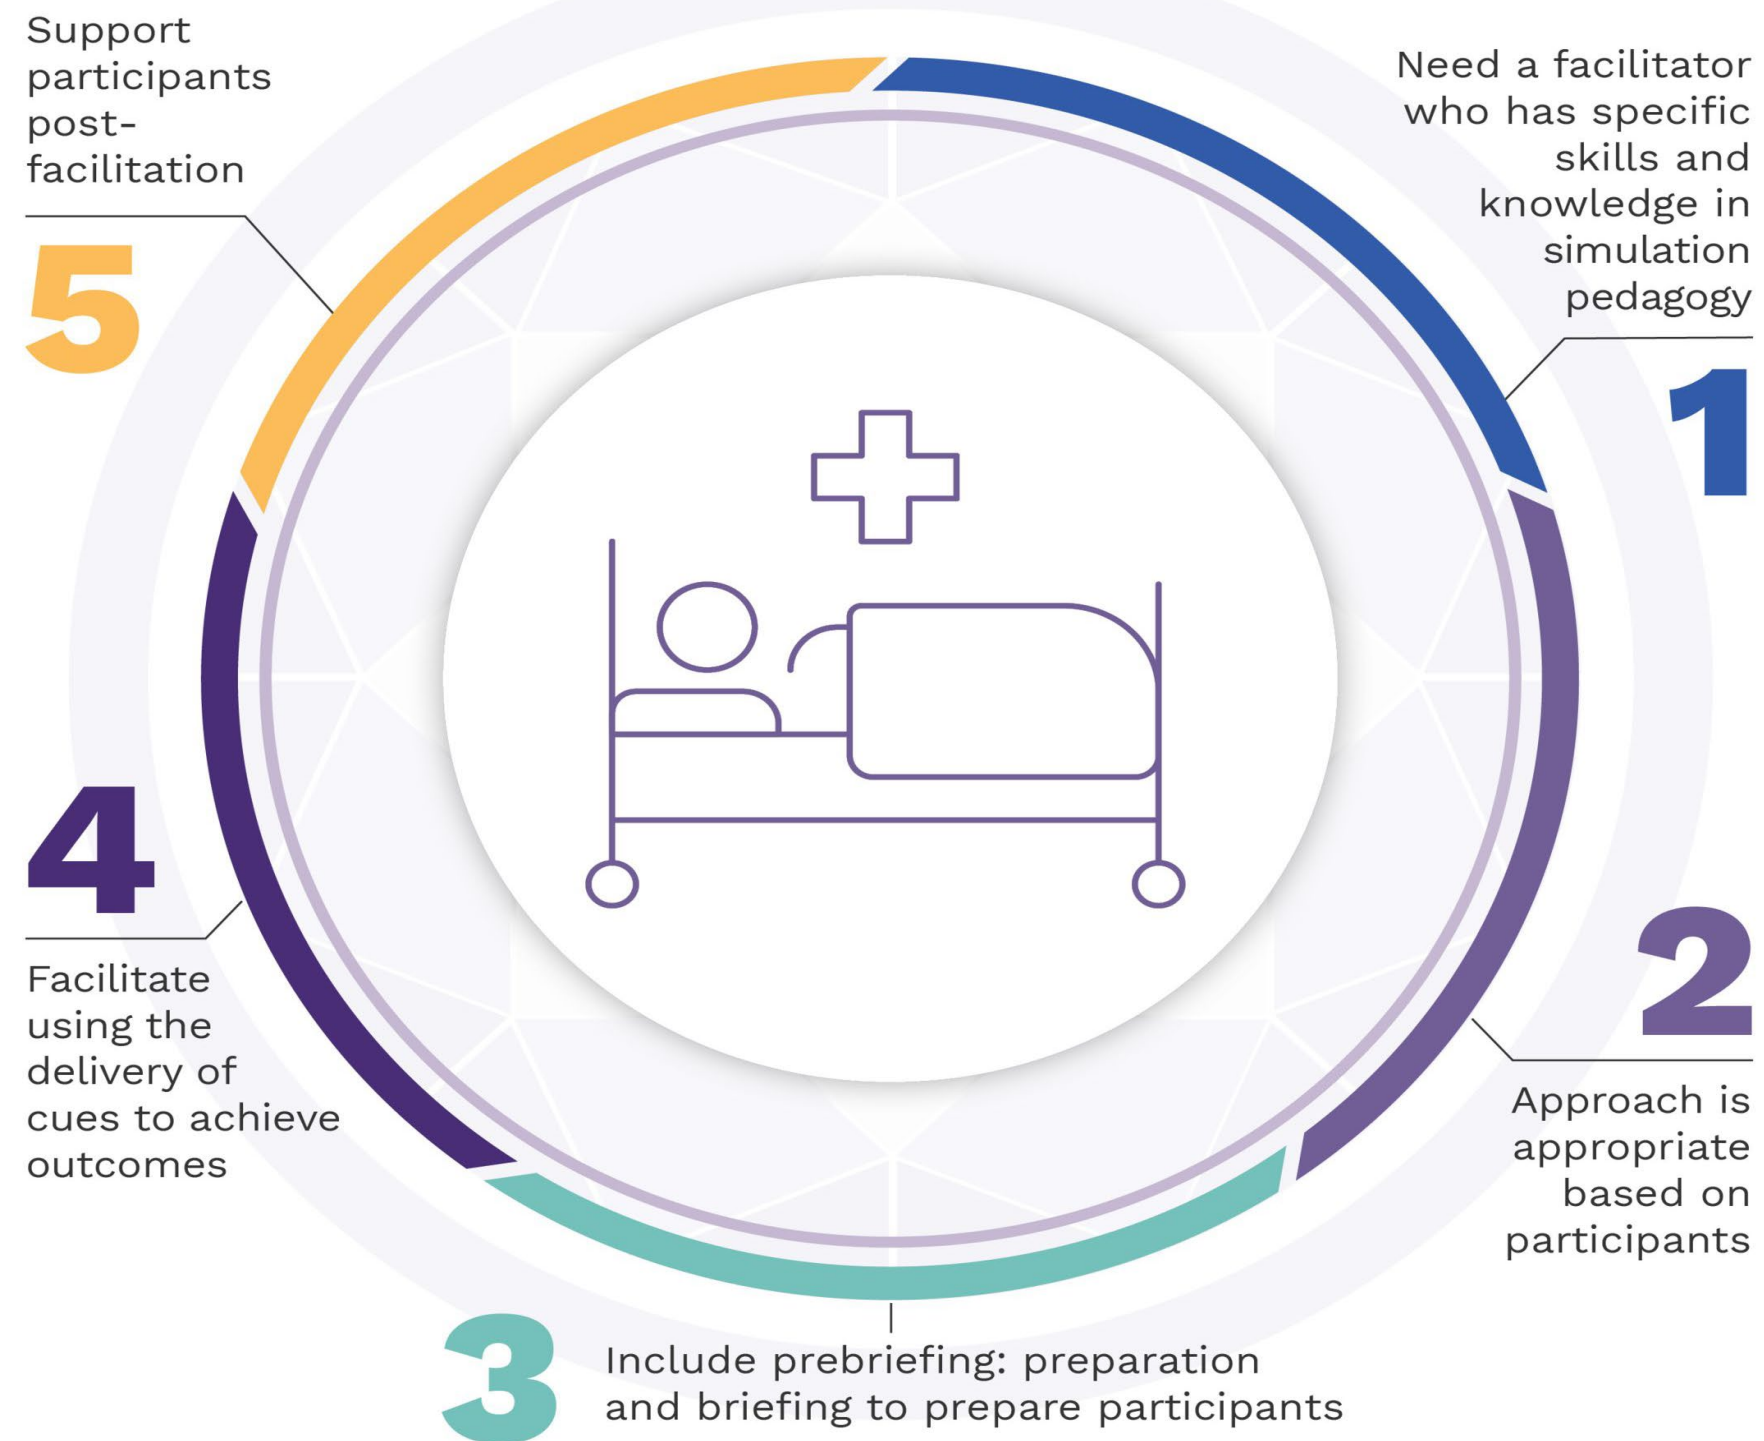 Need a facilitator
who has specific
skills and
knowledge in
simulation
pedagogy
1
2
Approach is
appropriate
based on
participants
3
Include prebriefing: preparation
and briefing to prepare participants
4
Facilitate
using the
delivery of
cues to achieve
outcomes
Support
participants
post-
facilitation
5